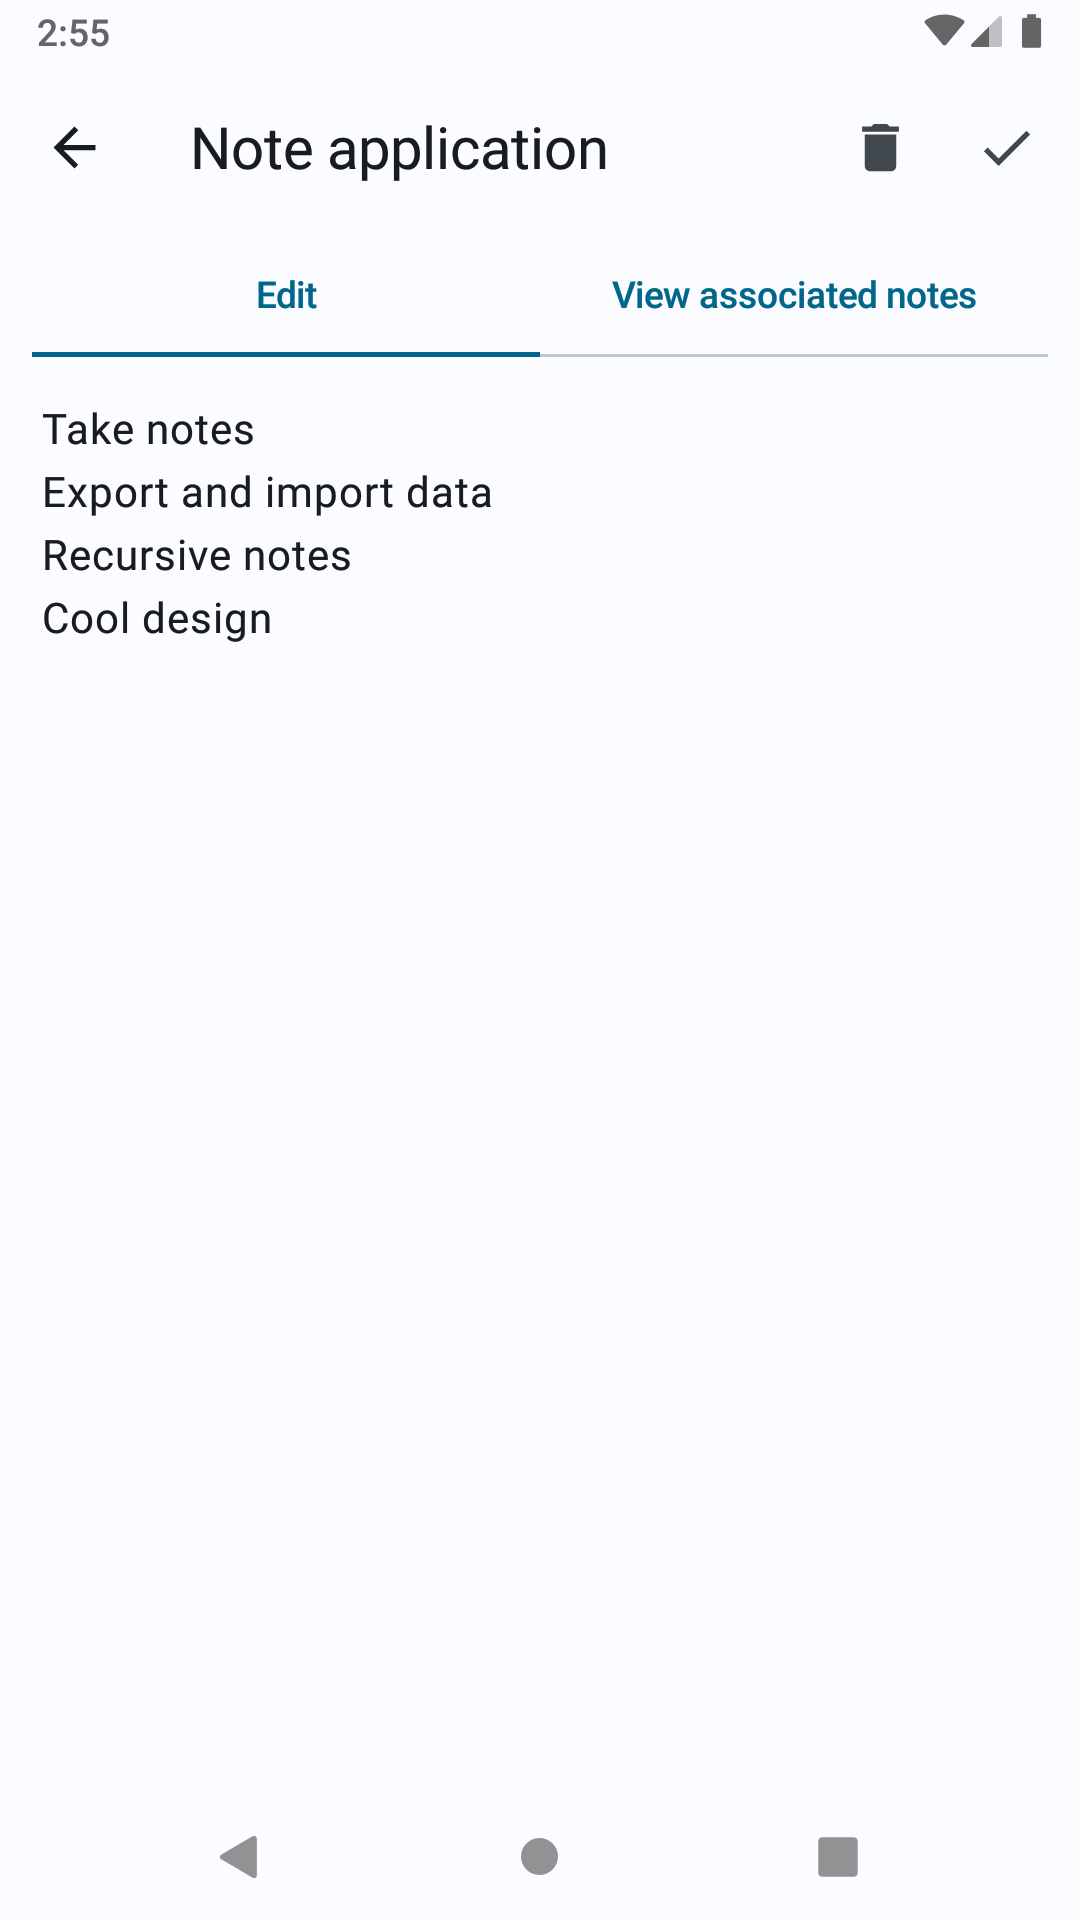 2:55
Note application
Edit
View associated notes
Take notes
Export and import data
Recursive notes
Cool design